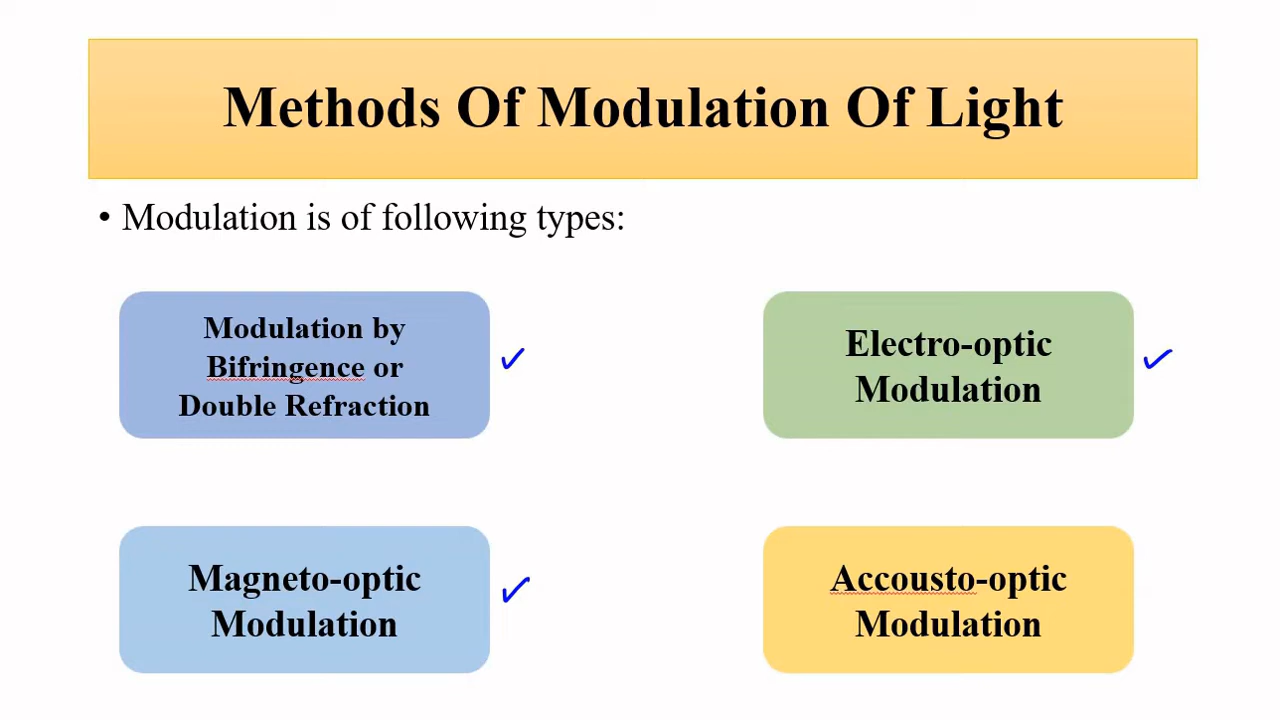 Methods Of Modulation Of Light
• Modulation is of following types:
Modulation by
Bifringence or
Double Refraction
Electro-optic
Modulation
Magneto-optic
Modulation
Accousto-optic
Modulation